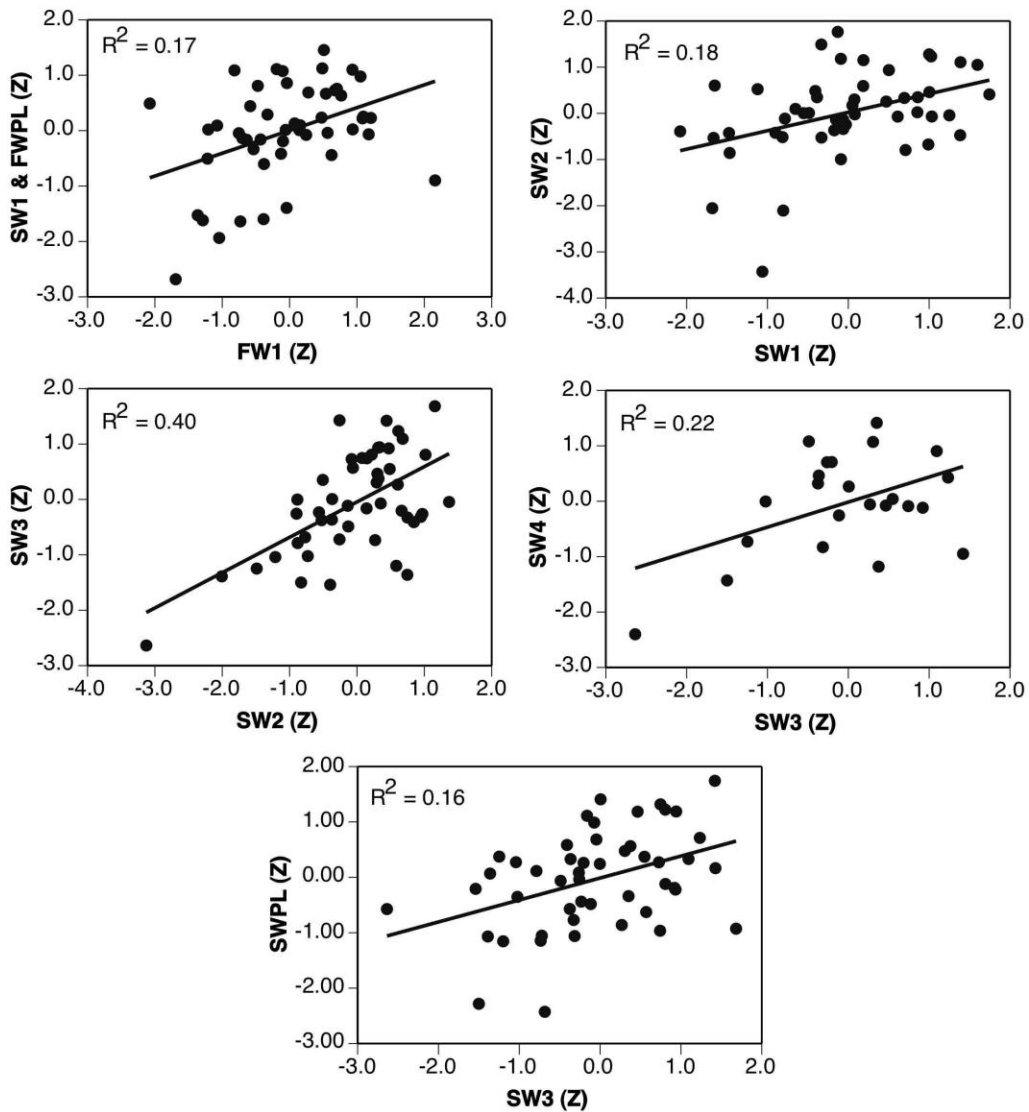 R² = 0.17
2.0
1.0
0.0
-1.0
-2.0
-3.0
SW1 & FWPL (Z)
-3.0 -2.0 -1.0 0.0 1.0 2.0 3.0
FW1 (Z)
R² = 0.18
2.0
1.0
0.0
-1.0
-2.0
-3.0
-4.0
SW2 (Z)
-3.0 -2.0 -1.0 0.0 1.0 2.0
SW1 (Z)
R² = 0.40
2.0
1.0
0.0
-1.0
-2.0
-3.0
SW3 (Z)
-4.0 -3.0 -2.0 -1.0 0.0 1.0 2.0
SW2 (Z)
R² = 0.22
2.0
1.0
0.0
-1.0
-2.0
-3.0
SW4 (Z)
-3.0 -2.0 -1.0 0.0 1.0 2.0
SW3 (Z)
R² = 0.16
2.00
1.00
0.00
-1.00
-2.00
-3.00
SWPL (Z)
-3.0 -2.0 -1.0 0.0 1.0 2.0
SW3 (Z)